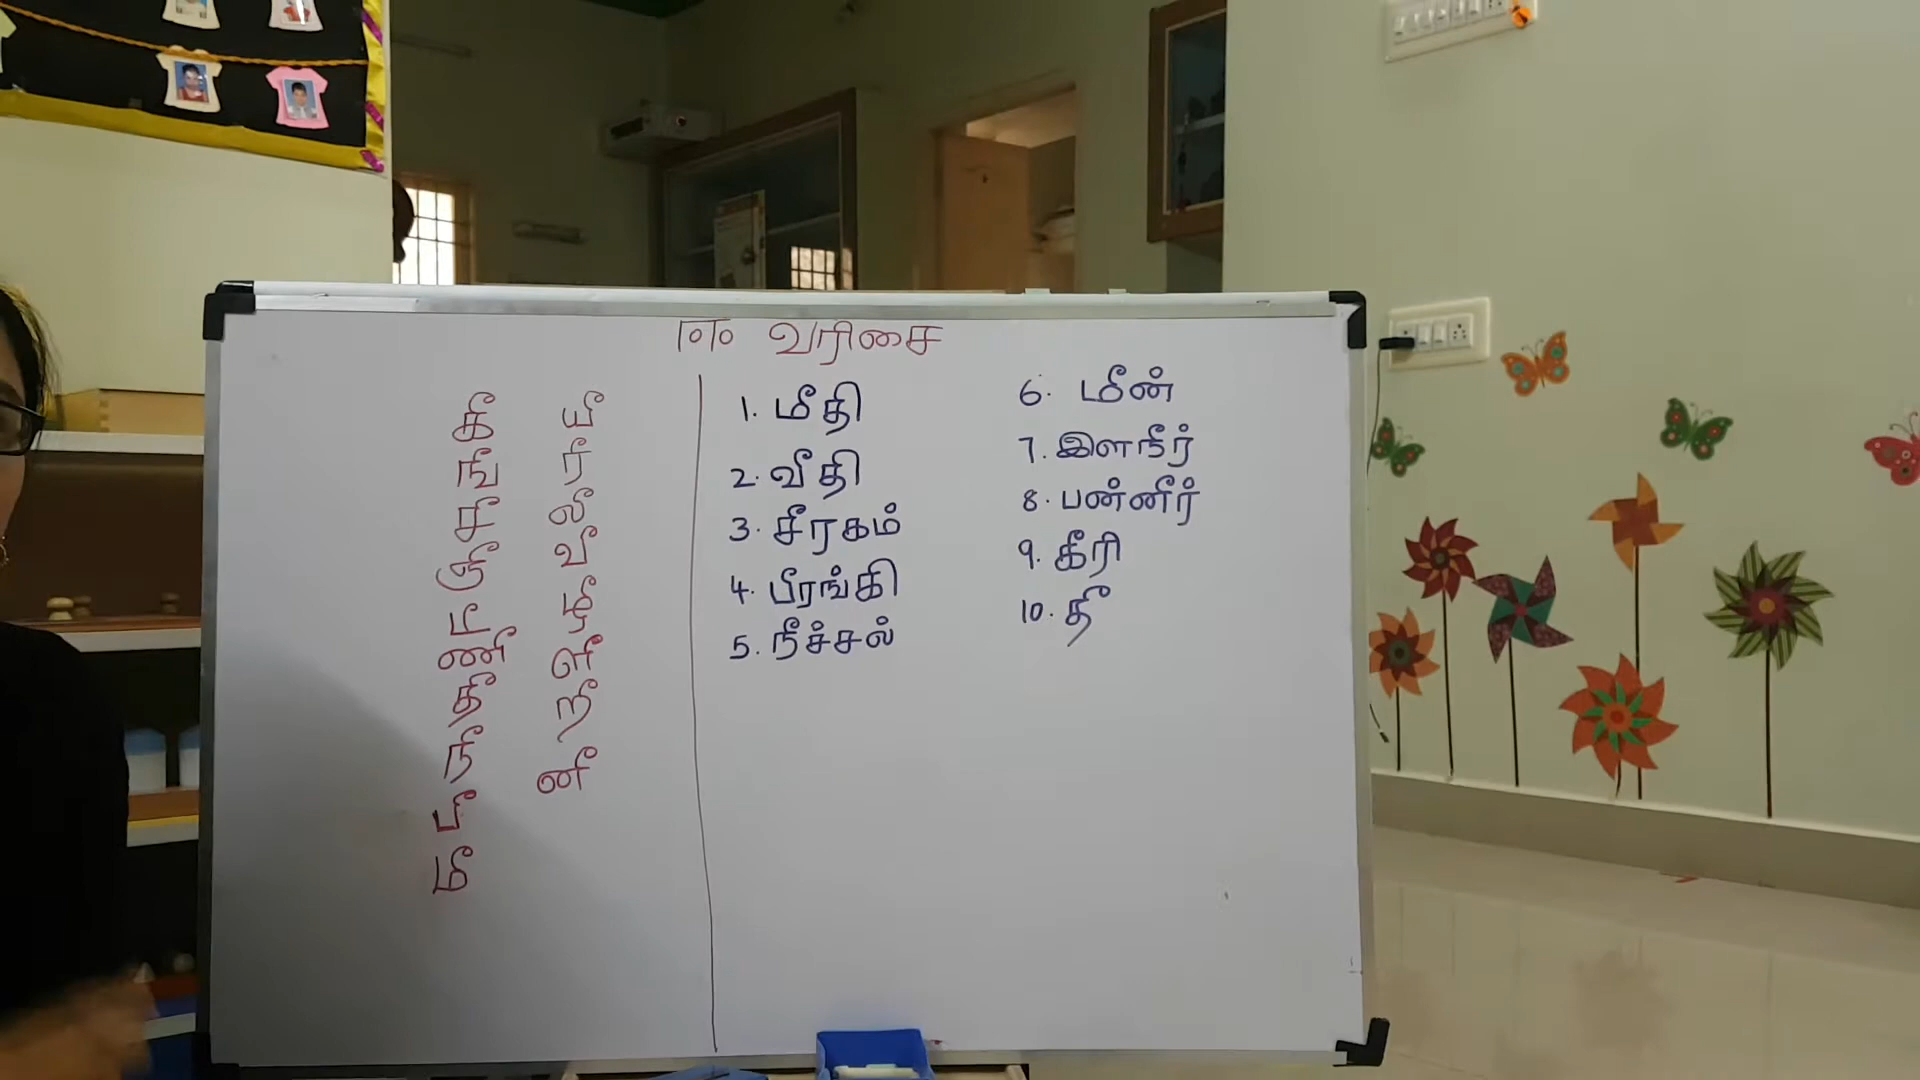 ஈ வரிசை
கீ
ஙீ
சீ
ஞீ
டீ
ணீ
தீ
நீ
பீ
மீ
யீ
ரீ
லீ
வீ
ழீ
ளீ
றீ
னீ
1. மீதி
2. வீதி
3. சீரகம்
4. பீரங்கி
5. நீச்சல்
6. மீன்
7. இளநீர்
8. பன்னீர்
9. கீரி
10. தீ